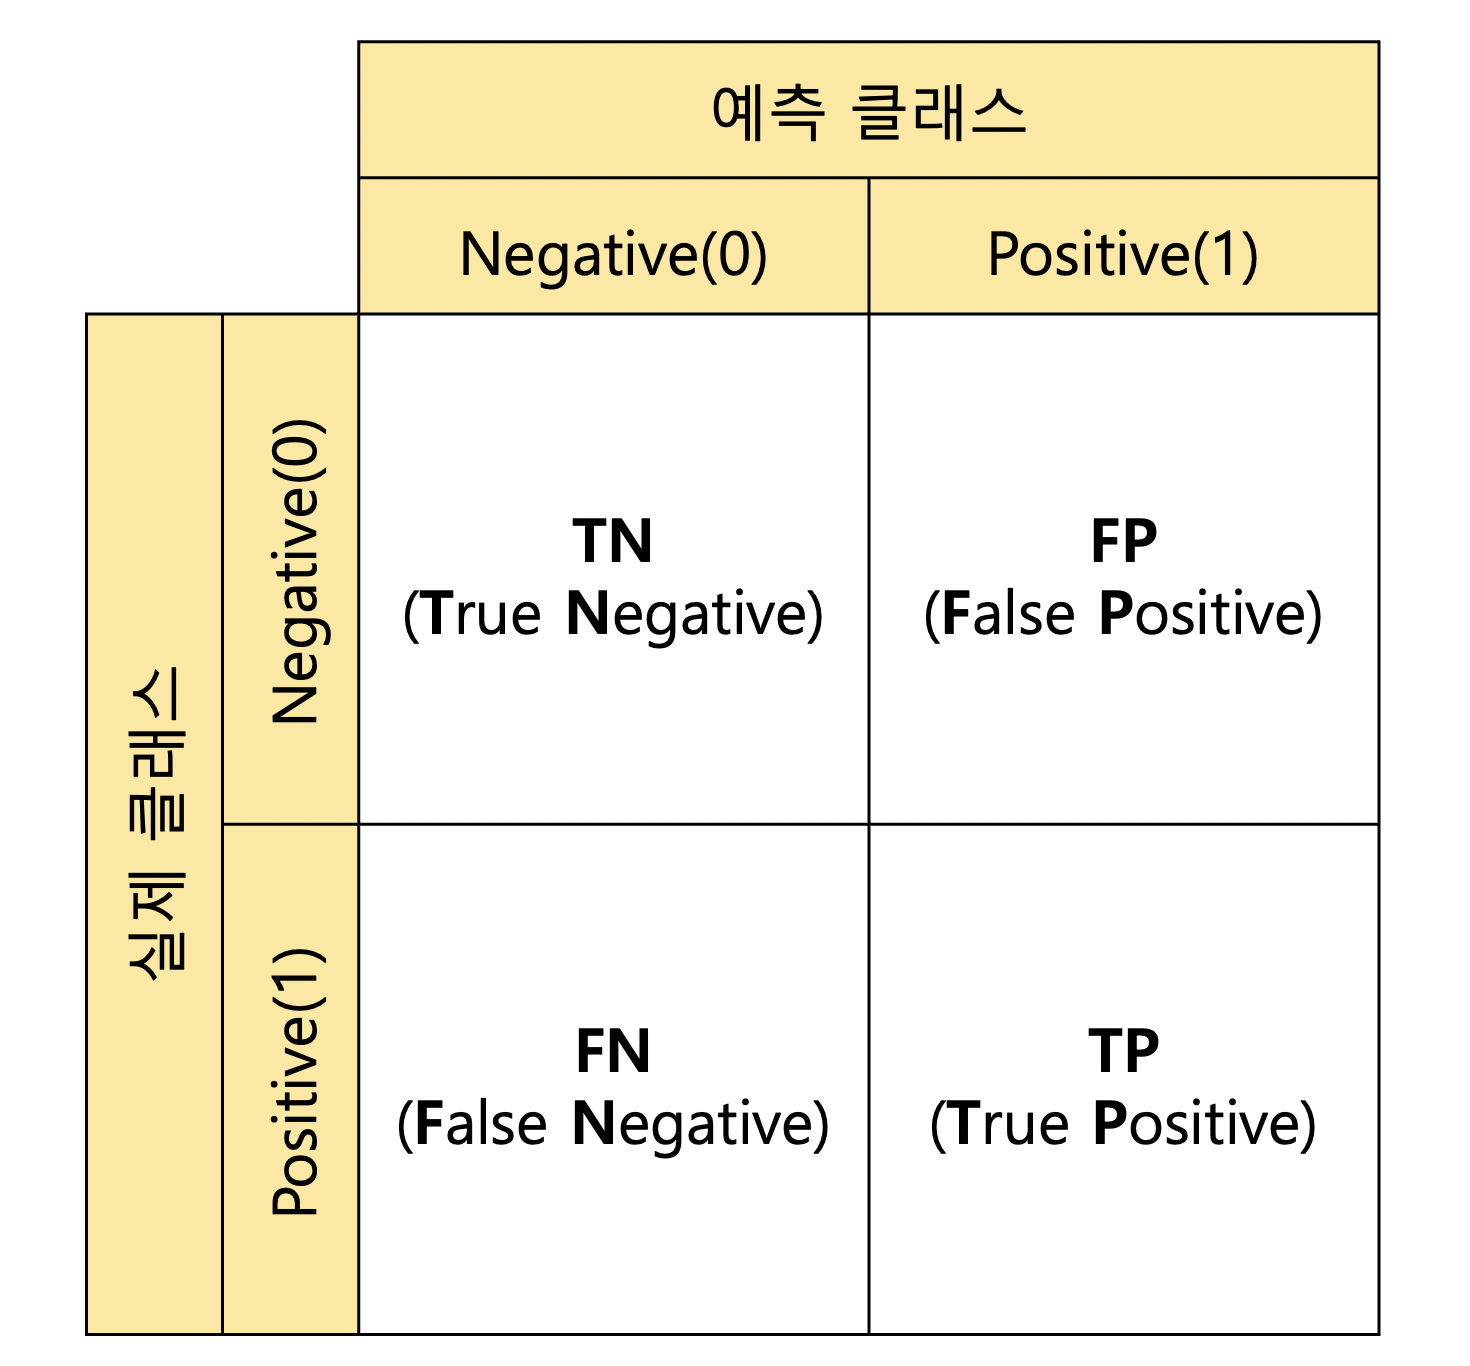 예측 클래스
Negative(0)
Positive(1)
실제 클래스
Negative(0)
TN
(True Negative)
FP
(False Positive)
Positive(1)
FN
(False Negative)
TP
(True Positive)